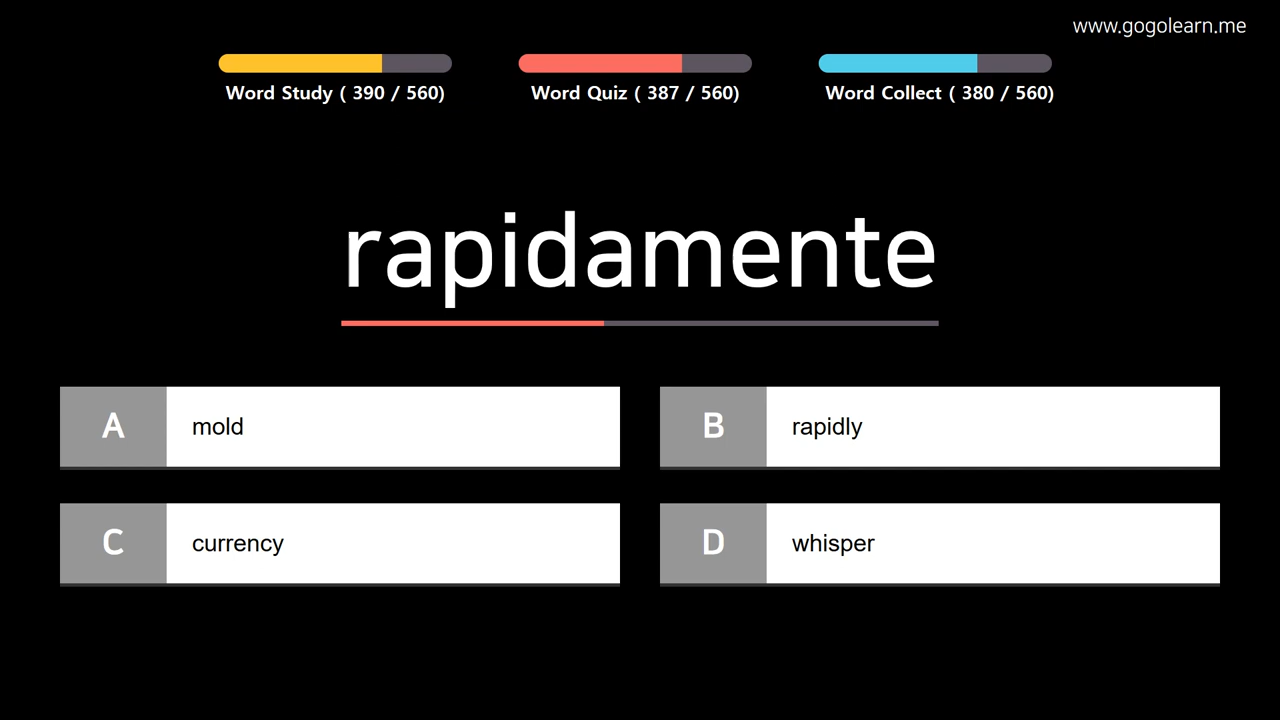 www.gogolearn.me
Word Study ( 390 / 560)
Word Quiz ( 387 / 560)
Word Collect ( 380 / 560)
rapidamente
A mold
B rapidly
C currency
D whisper